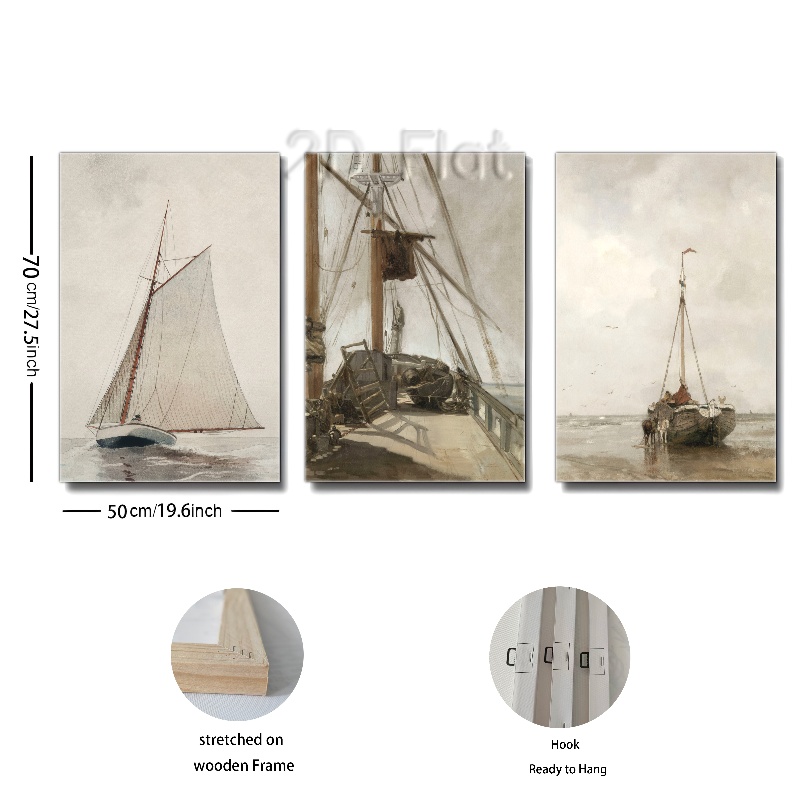 2D Flat
70 cm/27.5inch
50cm/19.6inch
stretched on
wooden Frame
Hook
Ready to Hang